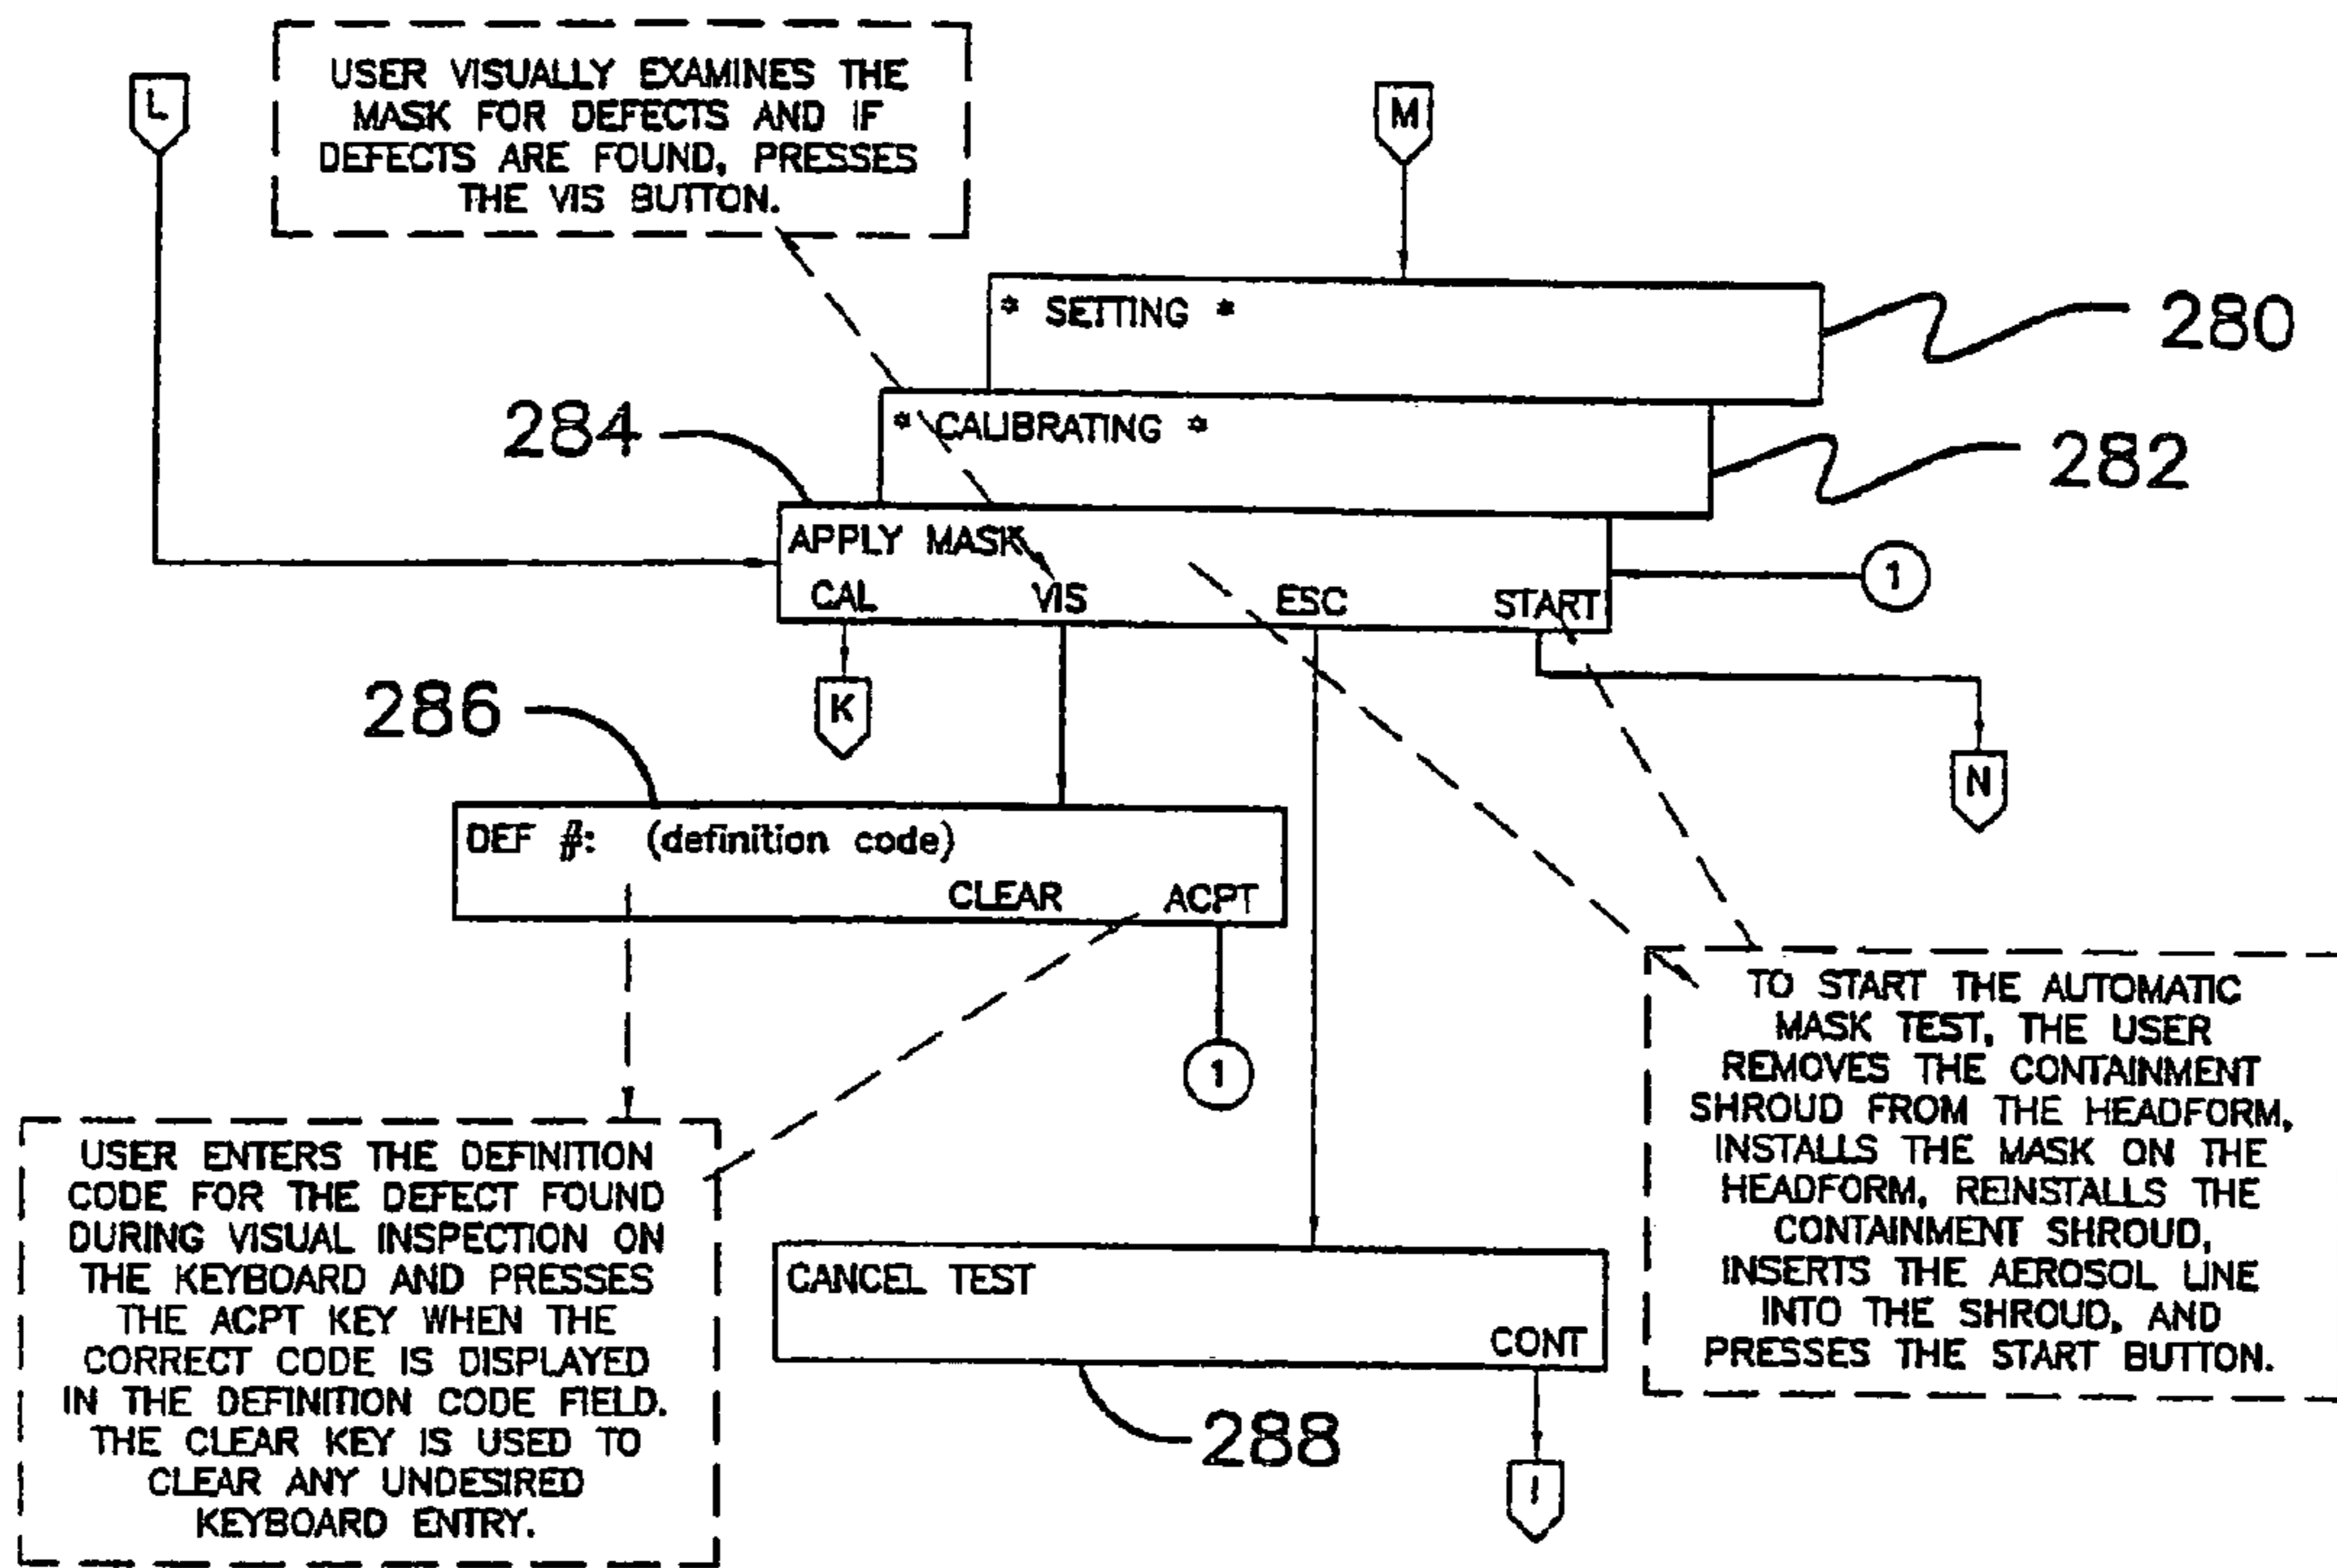 L
USER VISUALLY EXAMINES THE
MASK FOR DEFECTS AND IF
DEFECTS ARE FOUND, PRESSES
THE VIS BUTTON.
M
* SETTING *
280
* CALIBRATING *
282
284
APPLY MASK
CAL VIS ESC START
1
K
N
286
DEF #: (definition code)
CLEAR ACPT
1
USER ENTERS THE DEFINITION
CODE FOR THE DEFECT FOUND
DURING VISUAL INSPECTION ON
THE KEYBOARD AND PRESSES
THE ACPT KEY WHEN THE
CORRECT CODE IS DISPLAYED
IN THE DEFINITION CODE FIELD.
THE CLEAR KEY IS USED TO
CLEAR ANY UNDESIRED
KEYBOARD ENTRY.
TO START THE AUTOMATIC
MASK TEST, THE USER
REMOVES THE CONTAINMENT
SHROUD FROM THE HEADFORM,
INSTALLS THE MASK ON THE
HEADFORM, REINSTALLS THE
CONTAINMENT SHROUD,
INSERTS THE AEROSOL LINE
INTO THE SHROUD, AND
PRESSES THE START BUTTON.
CANCEL TEST
CONT
288
I